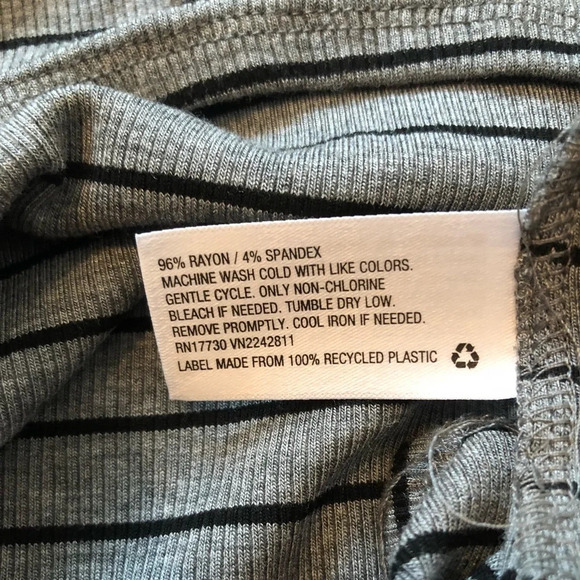 96% RAYON / 4% SPANDEX
MACHINE WASH COLD WITH LIKE COLORS.
GENTLE CYCLE. ONLY NON-CHLORINE
BLEACH IF NEEDED. TUMBLE DRY LOW.
REMOVE PROMPTLY. COOL IRON IF NEEDED.
RN17730 VN2242811
LABEL MADE FROM 100% RECYCLED PLASTIC